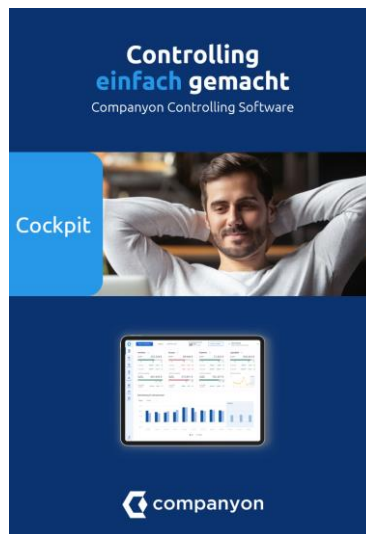 Controlling
einfach gemacht
Companyon Controlling Software
Cockpit
companyon